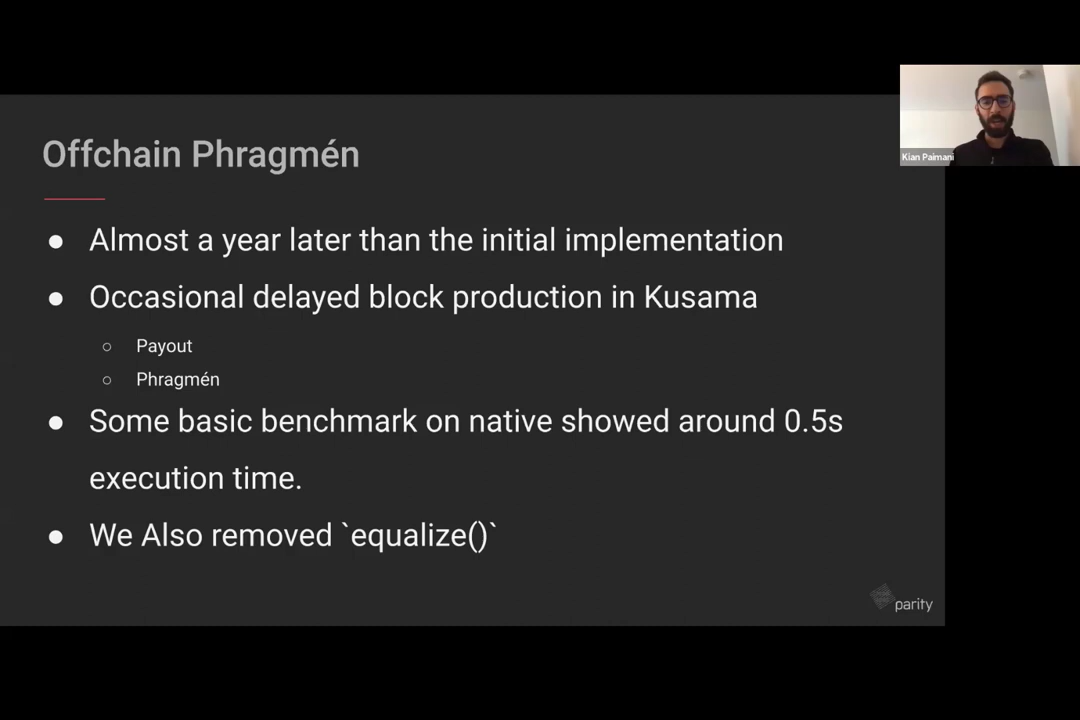 Offchain Phragmén
● Almost a year later than the initial implementation
● Occasional delayed block production in Kusama
○ Payout
○ Phragmén
● Some basic benchmark on native showed around 0.5s
execution time.
● We Also removed `equalize()`
parity
Kian Paimani